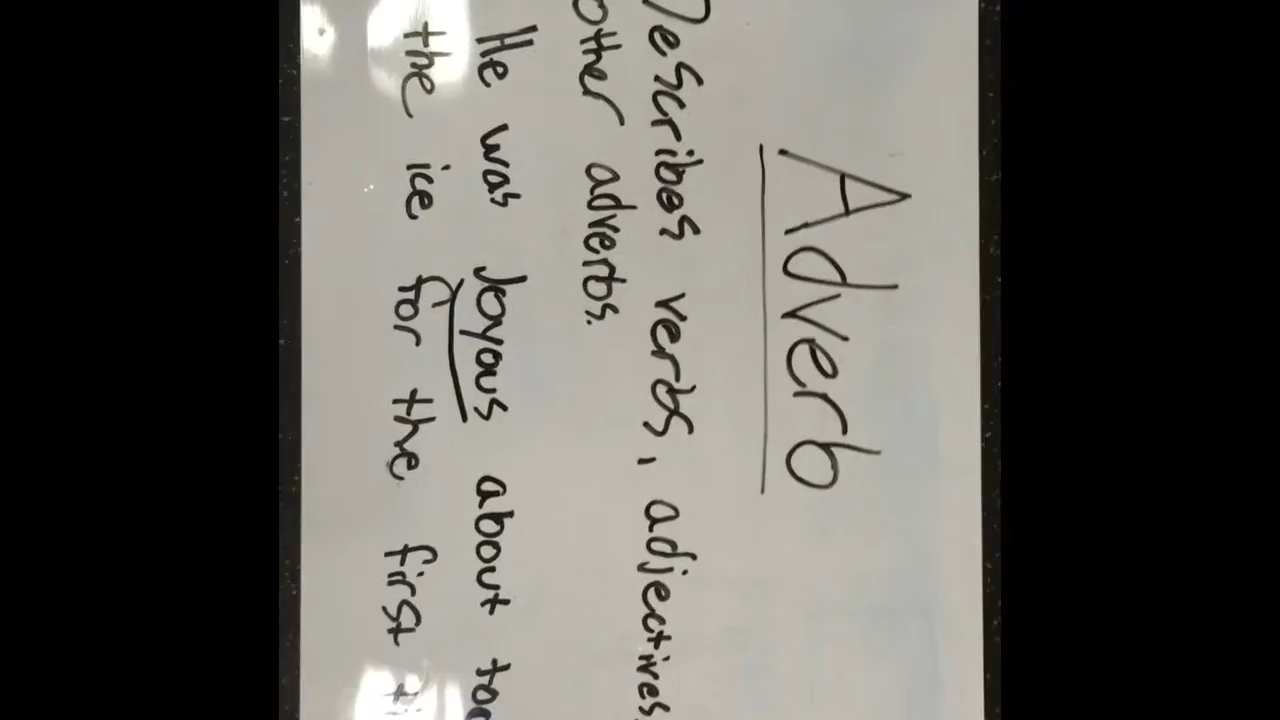 Adverb
Describes verbs, adjectives,
other adverbs.
He was Joyous about
the ice for the first